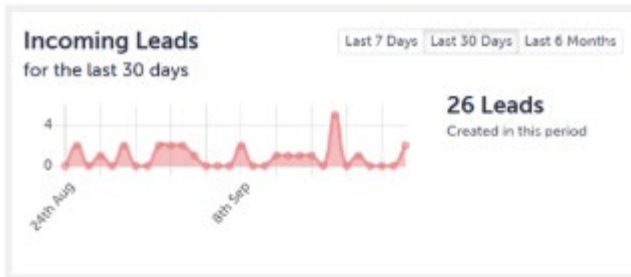 Incoming Leads
for the last 30 days
Last 7 Days Last 30 Days Last 6 Months
4
0
24th Aug
8th Sep
26 Leads
Created in this period